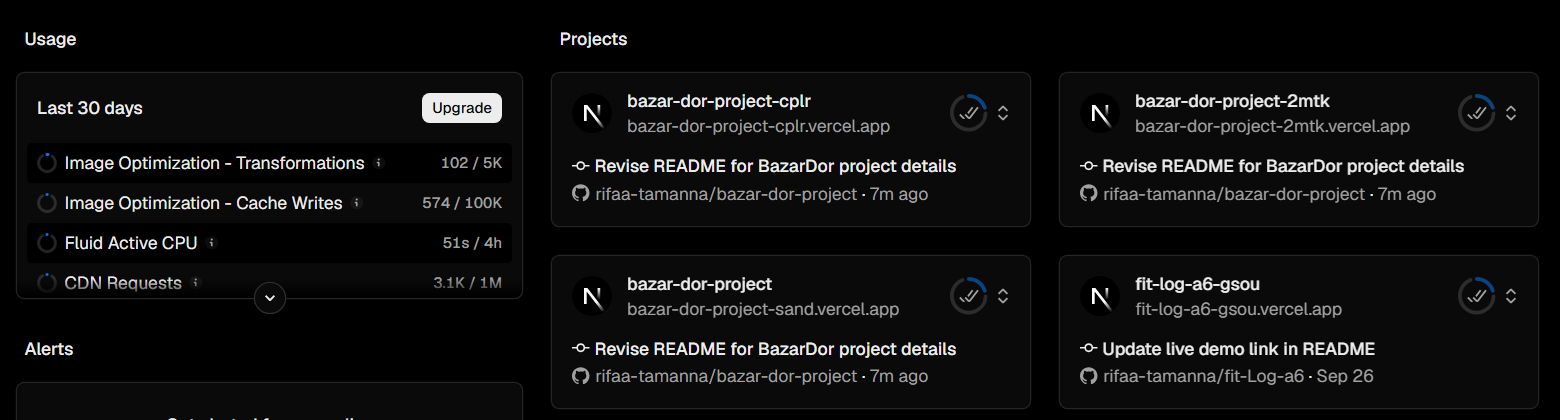 Usage
Last 30 days
Upgrade
Image Optimization - Transformations
102 / 5K
Image Optimization - Cache Writes
574 / 100K
Fluid Active CPU
51s / 4h
CDN Requests
3.1K / 1M
Alerts
Projects
bazar-dor-project-cplr
bazar-dor-project-cplr.vercel.app
Revise README for BazarDor project details
rifaa-tamanna/bazar-dor-project · 7m ago
bazar-dor-project-2mtk
bazar-dor-project-2mtk.vercel.app
Revise README for BazarDor project details
rifaa-tamanna/bazar-dor-project · 7m ago
bazar-dor-project
bazar-dor-project-sand.vercel.app
Revise README for BazarDor project details
rifaa-tamanna/bazar-dor-project · 7m ago
fit-log-a6-gsou
fit-log-a6-gsou.vercel.app
Update live demo link in README
rifaa-tamanna/fit-Log-a6 · Sep 26